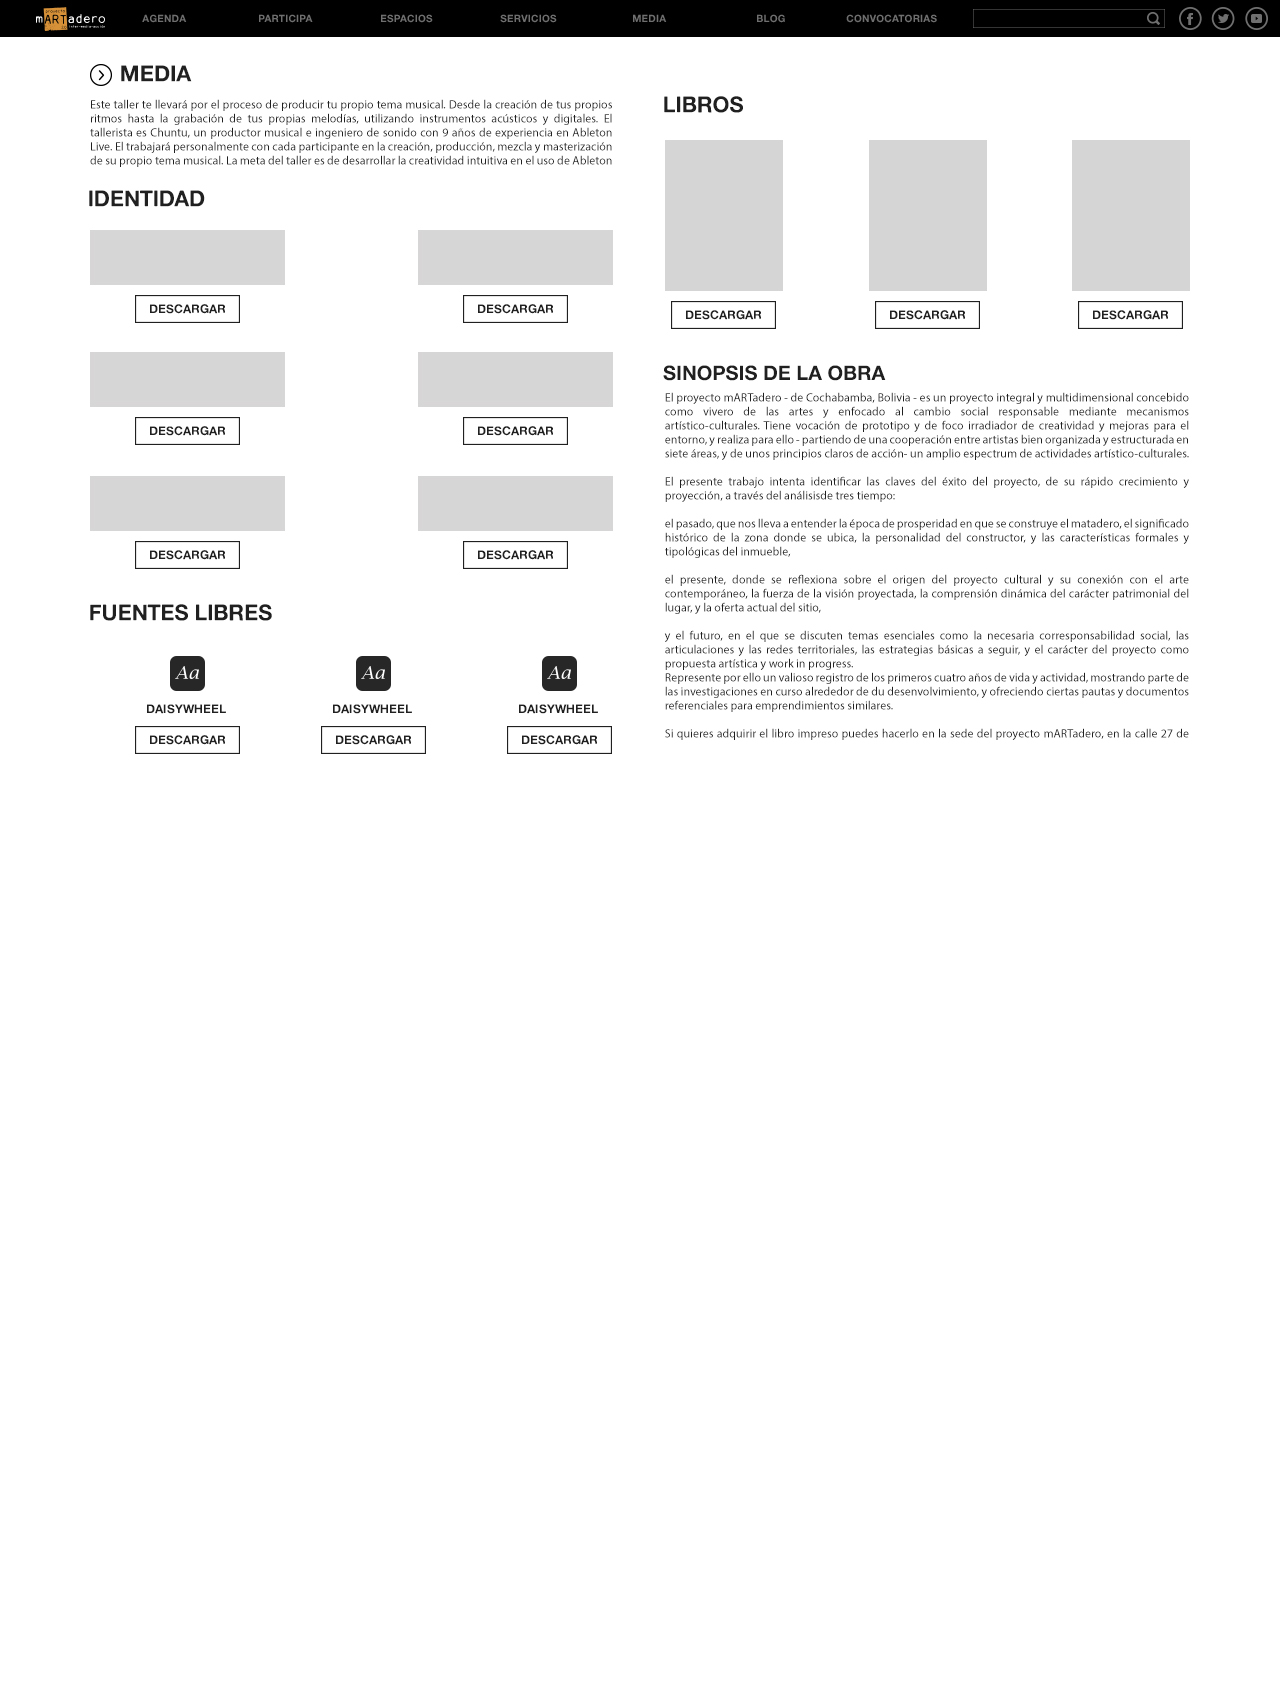 proyecto
mARTadero
AGENDA PARTICIPA ESPACIOS SERVICIOS MEDIA BLOG CONVOCATORIAS
MEDIA
Este taller te llevará por el proceso de producir tu propio tema musical. Desde la creación de tus propios
ritmos hasta la grabación de tus propias melodías, utilizando instrumentos acústicos y digitales. El
tallerista es Chuntu, un productor musical e ingeniero de sonido con 9 años de experiencia en Ableton
Live. El trabajará personalmente con cada participante en la creación, producción, mezcla y masterización
de su propio tema musical. La meta del taller es de desarrollar la creatividad intuitiva en el uso de Ableton
IDENTIDAD
DESCARGAR DESCARGAR
DESCARGAR DESCARGAR
DESCARGAR DESCARGAR
FUENTES LIBRES
Aa Aa Aa
DAISYWHEEL DAISYWHEEL DAISYWHEEL
DESCARGAR DESCARGAR DESCARGAR
LIBROS
DESCARGAR DESCARGAR DESCARGAR
SINOPSIS DE LA OBRA
El proyecto mARTadero - de Cochabamba, Bolivia - es un proyecto integral y multidimensional concebido
como vivero de las artes y enfocado al cambio social responsable mediante mecanismos
artístico-culturales. Tiene vocación de prototipo y de foco irradiador de creatividad y mejoras para el
entorno, y realiza para ello - partiendo de una cooperación entre artistas bien organizada y estructurada en
siete áreas, y de unos principios claros de acción- un amplio espectrum de actividades artístico-culturales.
El presente trabajo intenta identificar las claves del éxito del proyecto, de su rápido crecimiento y
proyección, a través del análisisde tres tiempo:
el pasado, que nos lleva a entender la época de prosperidad en que se construye el matadero, el significado
histórico de la zona donde se ubica, la personalidad del constructor, y las características formales y
tipológicas del inmueble,
el presente, donde se reflexiona sobre el origen del proyecto cultural y su conexión con el arte
contemporáneo, la fuerza de la visión proyectada, la comprensión dinámica del carácter patrimonial del
lugar, y la oferta actual del sitio,
y el futuro, en el que se discuten temas esenciales como la necesaria corresponsabilidad social, las
articulaciones y las redes territoriales, las estrategias básicas a seguir, y el carácter del proyecto como
propuesta artística y work in progress.
Represente por ello un valioso registro de los primeros cuatro años de vida y actividad, mostrando parte de
las investigaciones en curso alrededor de du desenvolvimiento, y ofreciendo ciertas pautas y documentos
referenciales para emprendimientos similares.
Si quieres adquirir el libro impreso puedes hacerlo en la sede del proyecto mARTadero, en la calle 27 de